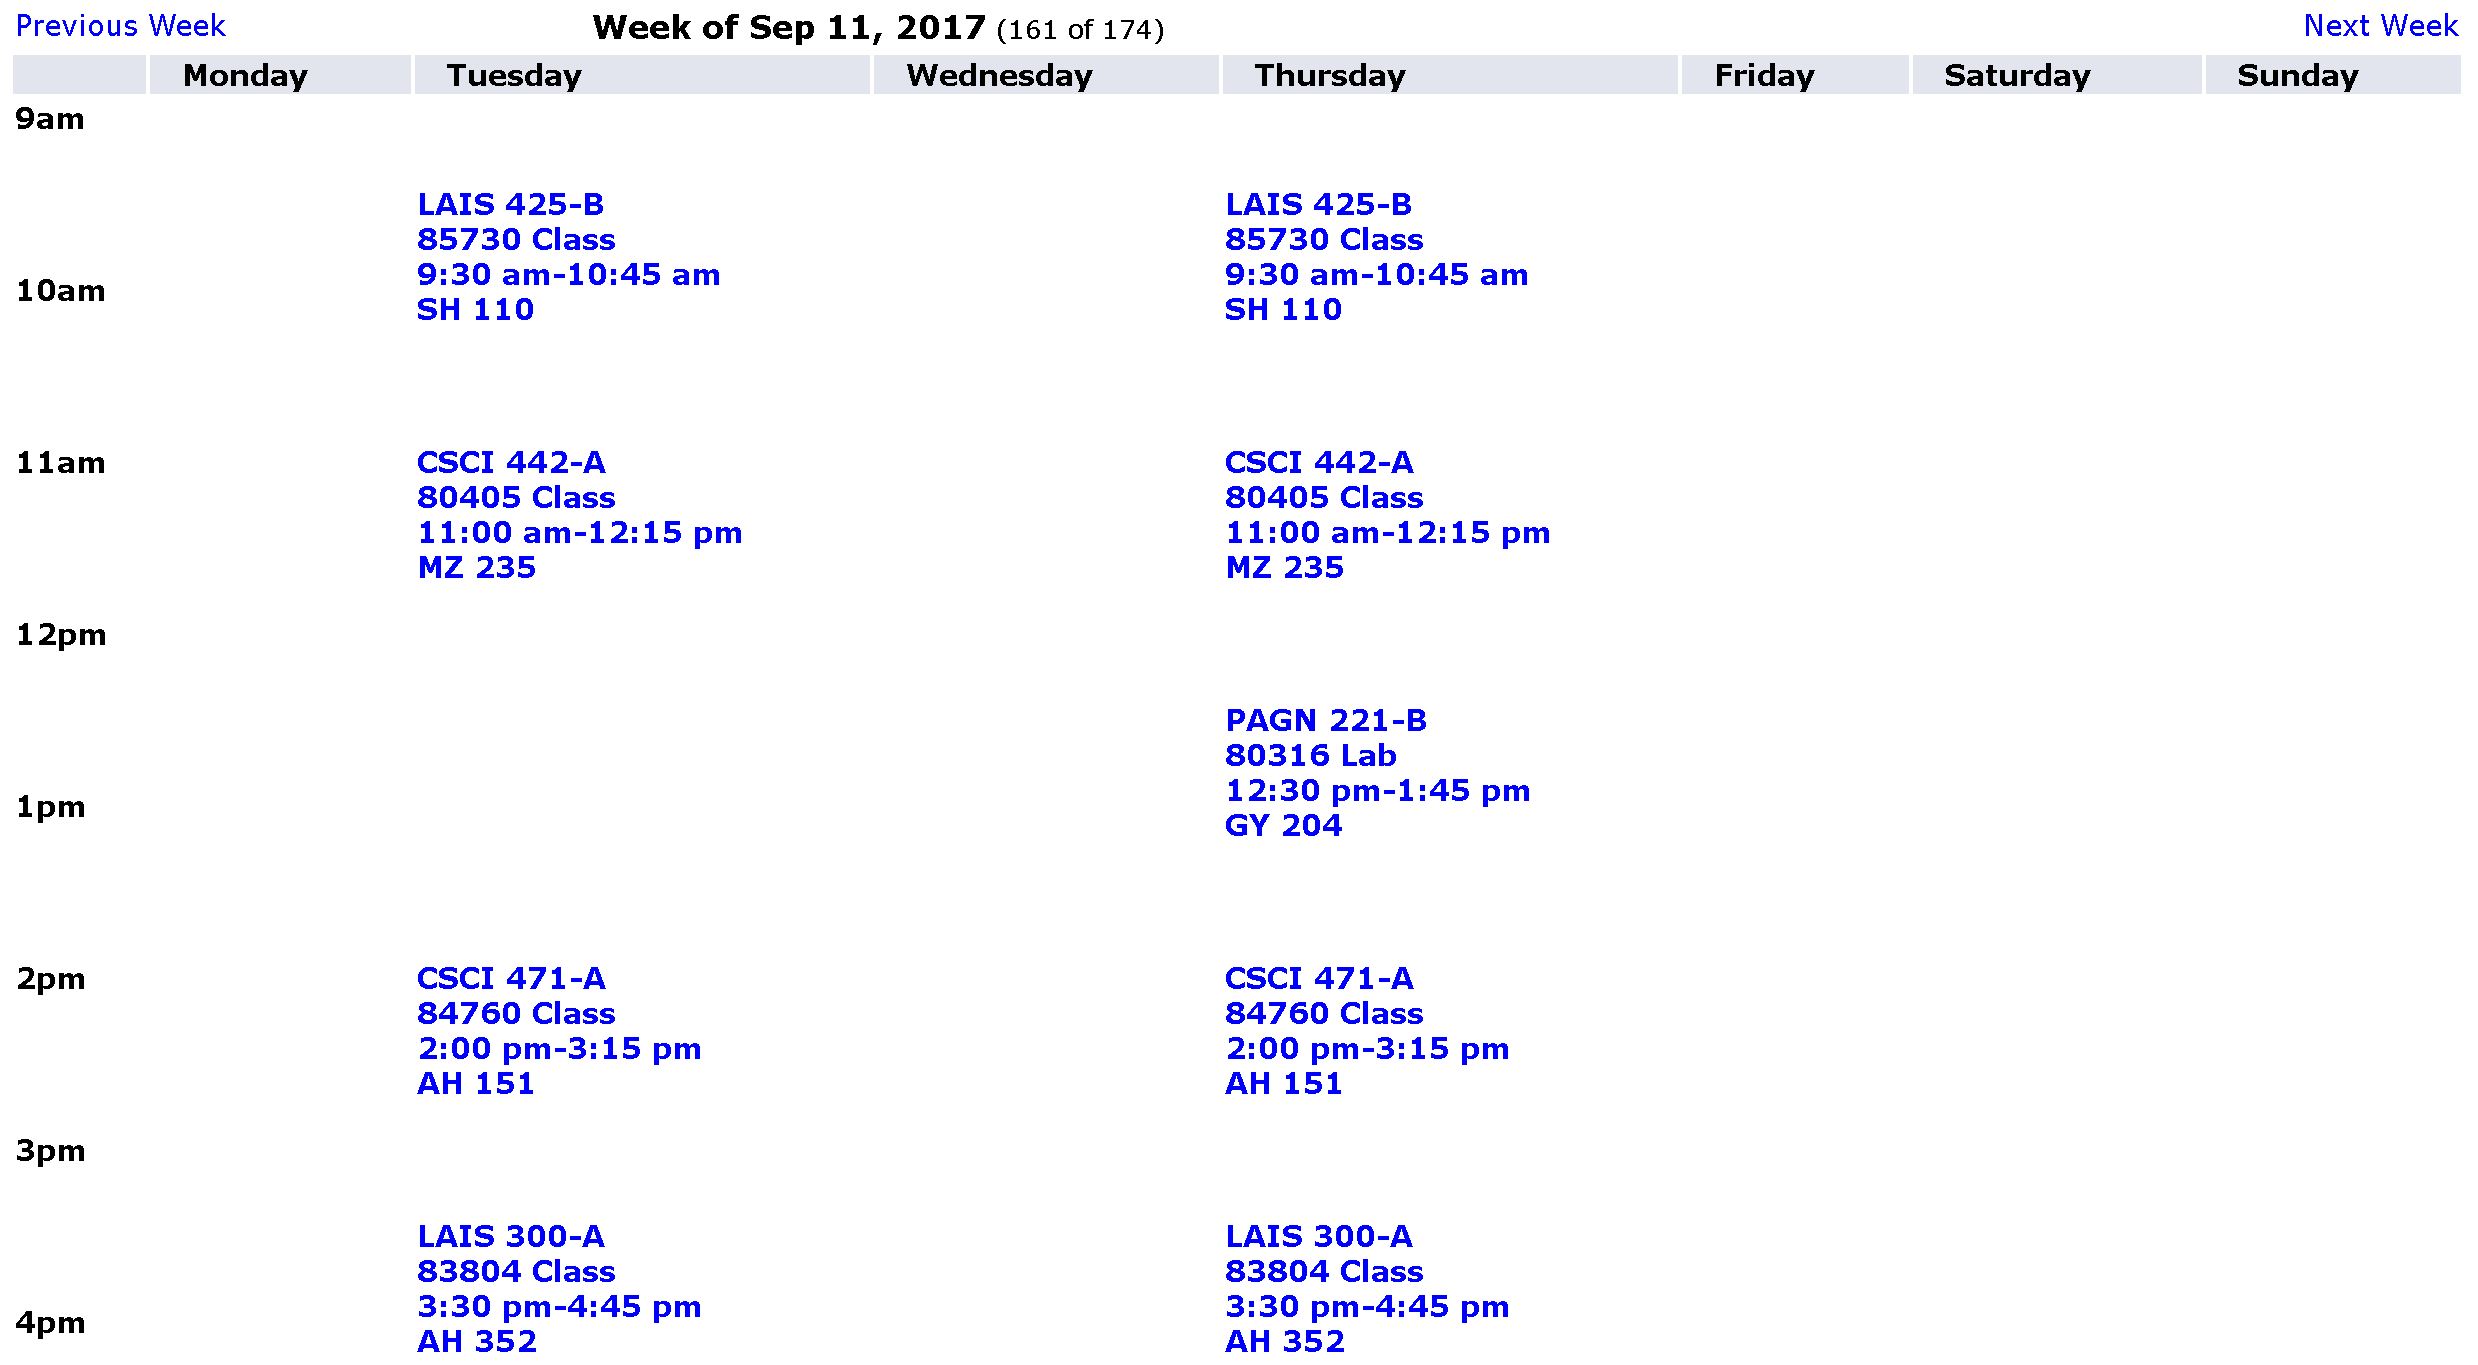 Previous Week
Week of Sep 11, 2017 (161 of 174)
Next Week
Monday Tuesday Wednesday Thursday Friday Saturday Sunday
9am
LAIS 425-B
85730 Class
9:30 am-10:45 am
SH 110
LAIS 425-B
85730 Class
9:30 am-10:45 am
SH 110
10am
11am
CSCI 442-A
80405 Class
11:00 am-12:15 pm
MZ 235
CSCI 442-A
80405 Class
11:00 am-12:15 pm
MZ 235
12pm
PAGN 221-B
80316 Lab
12:30 pm-1:45 pm
GY 204
1pm
2pm
CSCI 471-A
84760 Class
2:00 pm-3:15 pm
AH 151
CSCI 471-A
84760 Class
2:00 pm-3:15 pm
AH 151
3pm
LAIS 300-A
83804 Class
3:30 pm-4:45 pm
AH 352
LAIS 300-A
83804 Class
3:30 pm-4:45 pm
AH 352
4pm